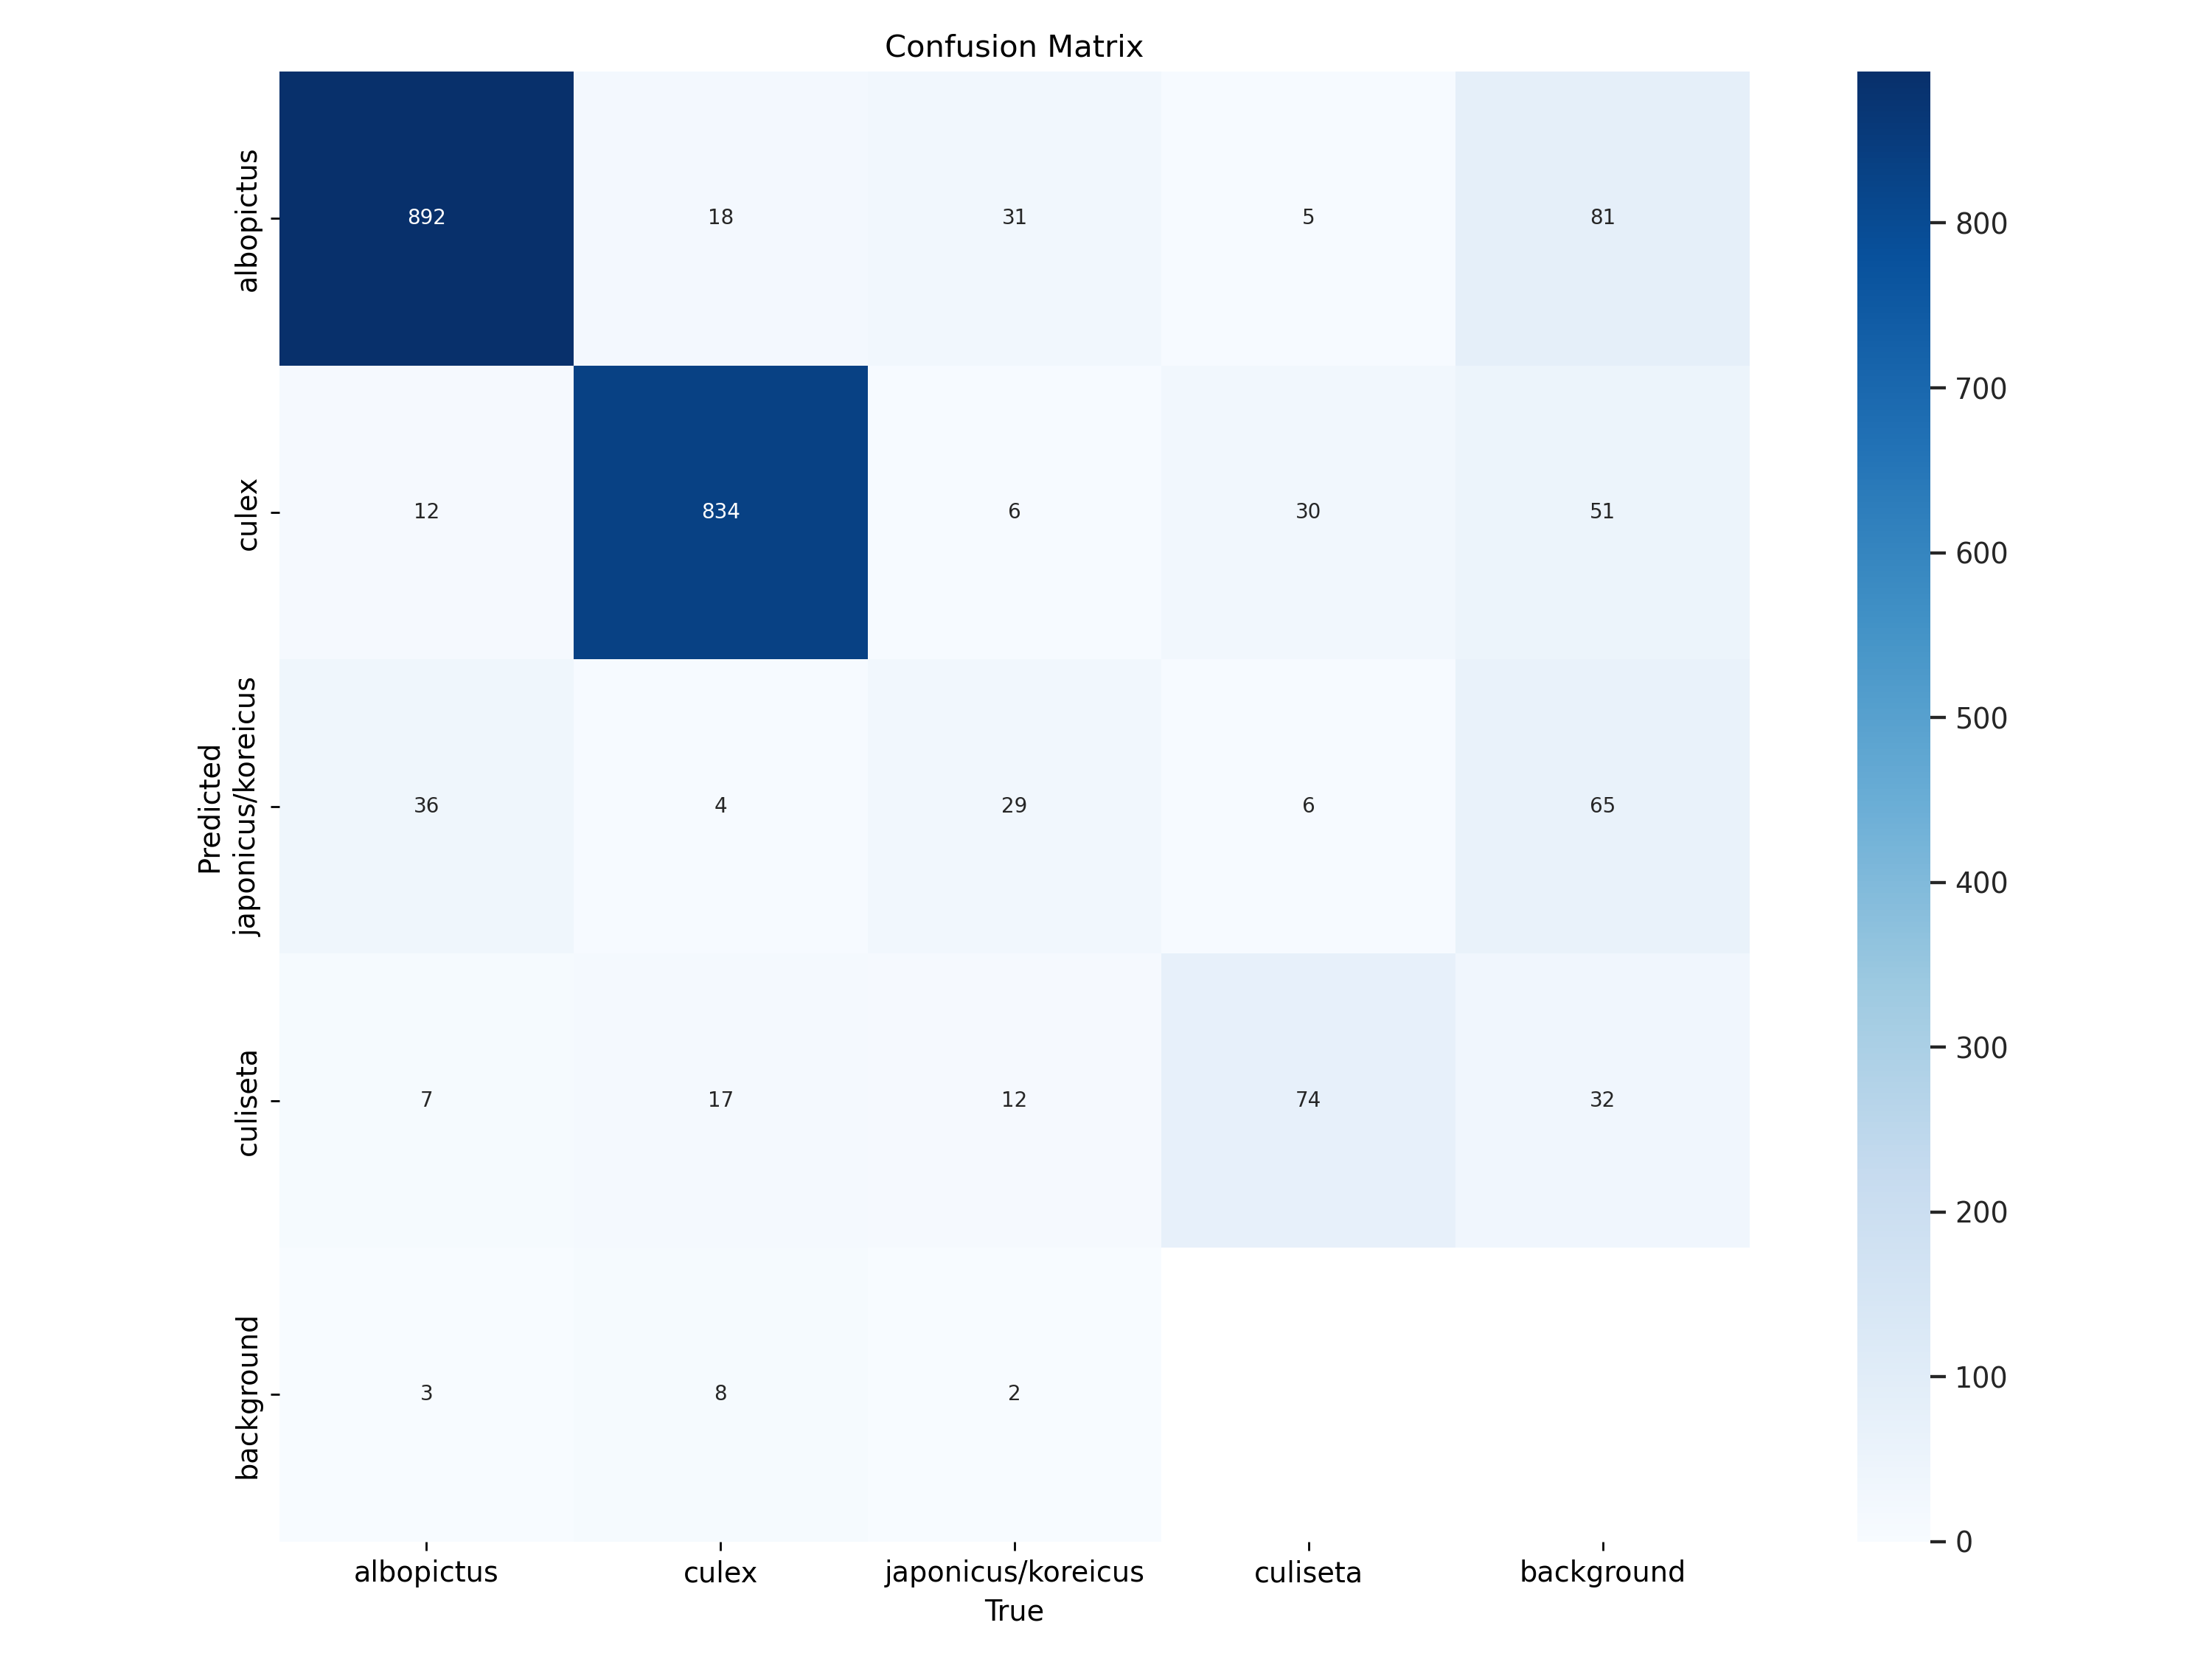 Confusion Matrix
albopictus
892 18 31 5 81
culex
12 834 6 30 51
Predicted
japonicus/koreicus
36 4 29 6 65
culiseta
7 17 12 74 32
background
3 8 2
albopictus culex japonicus/koreicus culiseta background
True
800
700
600
500
400
300
200
100
0